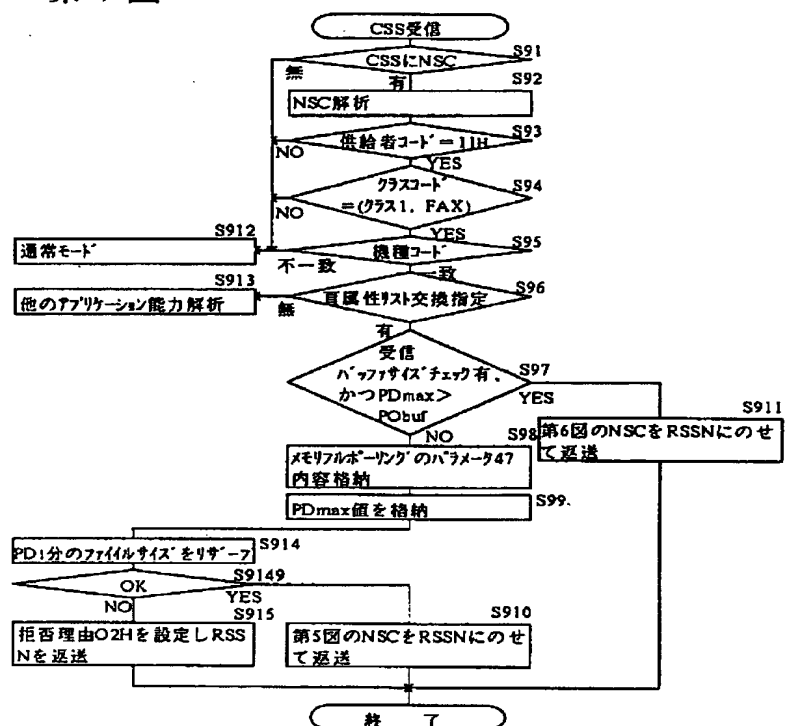 CSS受信
S91
CSSにNSC
無
有
S92
NSC解析
S93
供給者コード=11H
NO
YES
S94
クラスコード
=(クラス1, FAX)
NO
YES
S912
通常モード
S95
機種コード
不一致
一致
S913
他のアプリケーション能力解析
S96
頁属性リスト交換指定
無
有
受信
バッファサイズチェック有、
かつPDmax>
PObuf
S97
YES
NO
S911
第6図のNSCをRSSNにのせ
て返送
S98
メモリフルポーリングのパラメータ47
内容格納
S99.
PDmax値を格納
S914
PD1分のファイルサイズをリザーブ
S9149
OK
NO
YES
S915
拒否理由02Hを設定しRSS
Nを返送
S910
第5図のNSCをRSSNにのせ
て返送
終 了